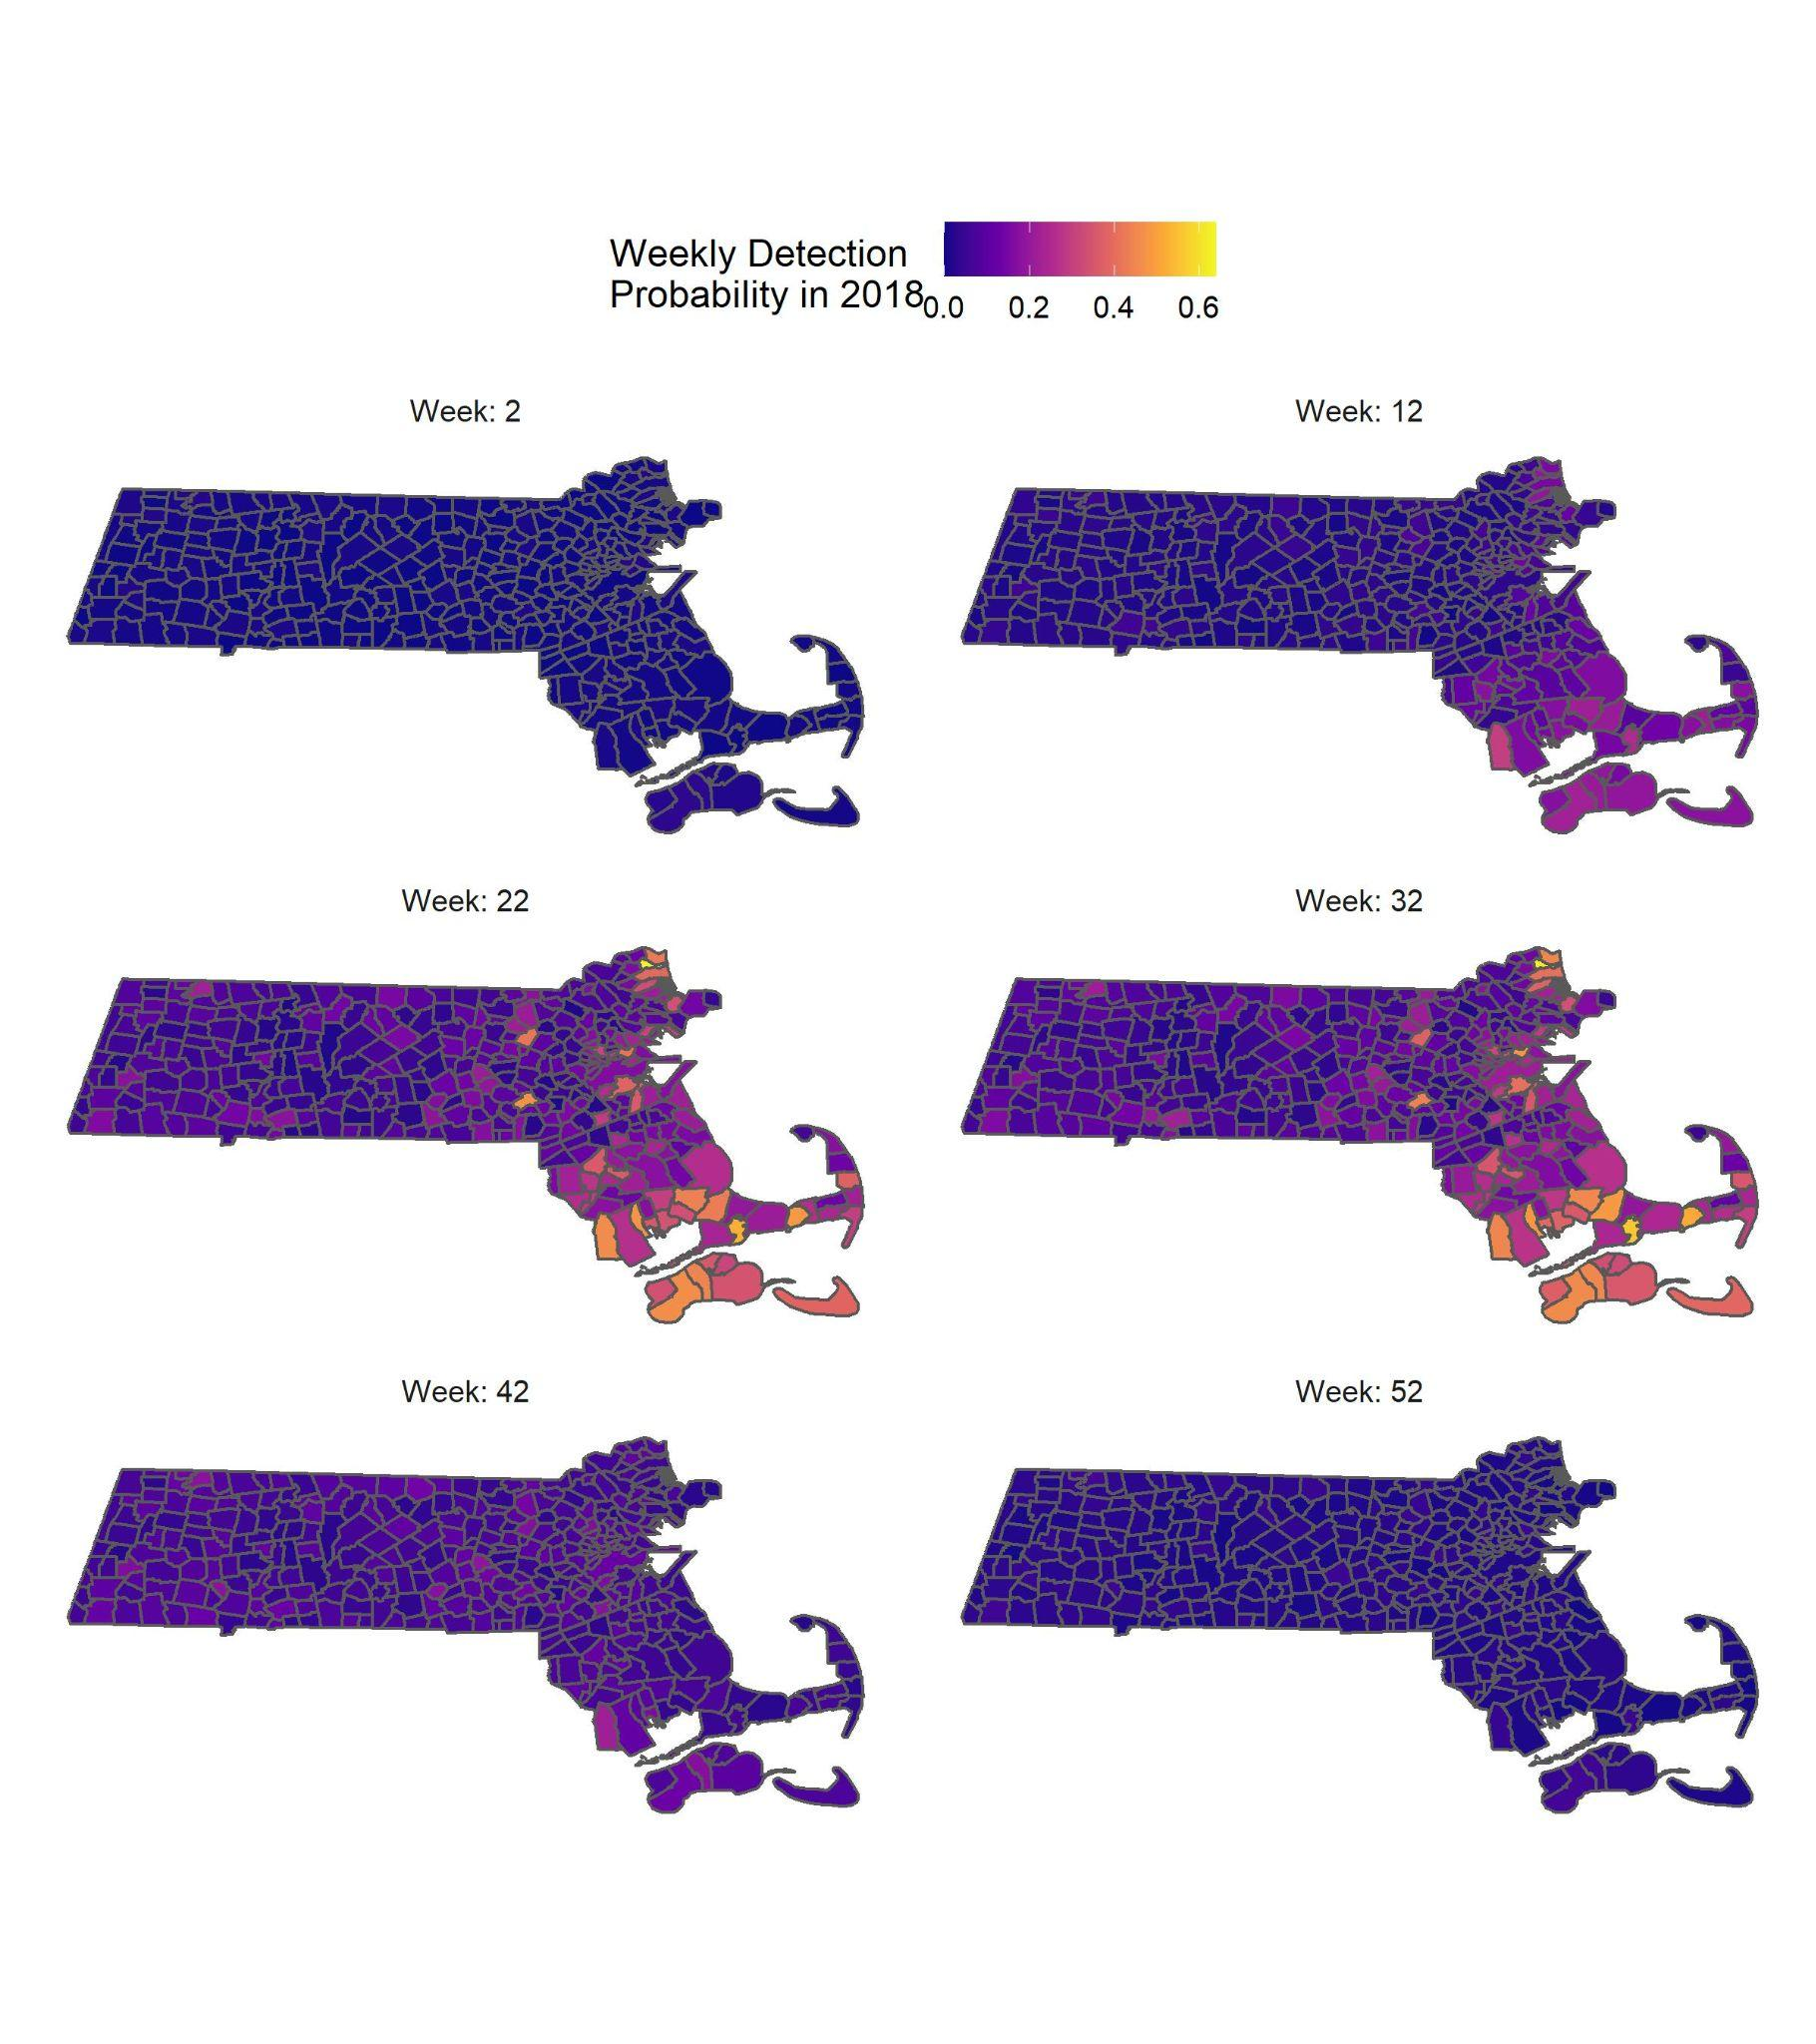 Weekly Detection
Probability in 2018
0.0 0.2 0.4 0.6
Week: 2
Week: 12
Week: 22
Week: 32
Week: 42
Week: 52